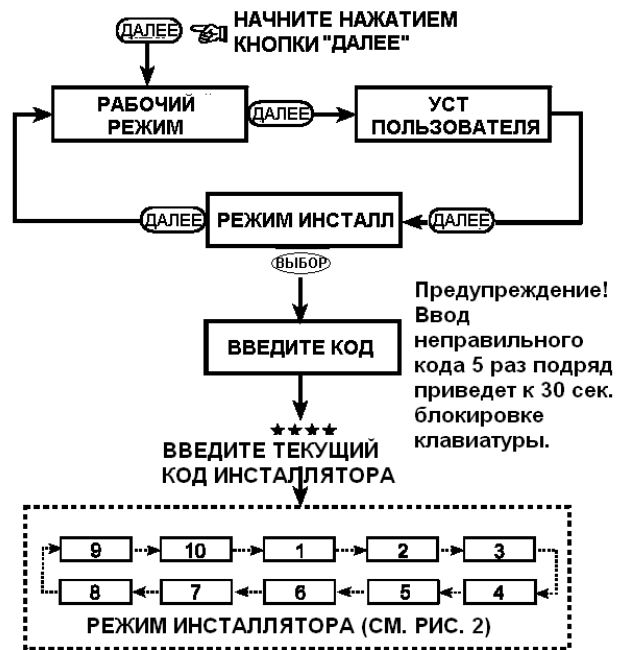 ДАЛЕЕ
НАЧНИТЕ НАЖАТИЕМ
КНОПКИ "ДАЛЕЕ"
РАБОЧИЙ
РЕЖИМ
ДАЛЕЕ
УСТ
ПОЛЬЗОВАТЕЛЯ
ДАЛЕЕ
РЕЖИМ ИНСТАЛЛ
ДАЛЕЕ
ВЫБОР
ВВЕДИТЕ КОД
Предупреждение!
Ввод
неправильного
кода 5 раз подряд
приведет к 30 сек.
блокировке
клавиатуры.
★★★★
ВВЕДИТЕ ТЕКУЩИЙ
КОД ИНСТАЛЛЯТОРА
9 10 1 2 3
8 7 6 5 4
РЕЖИМ ИНСТАЛЛЯТОРА (СМ. РИС. 2)